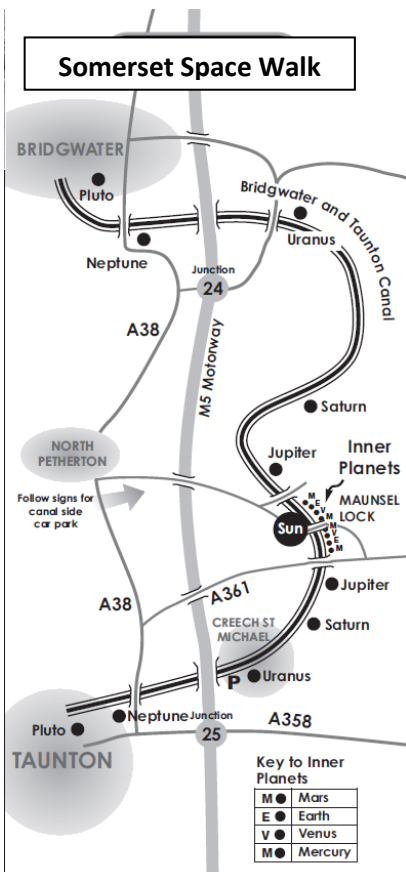 Somerset Space Walk
BRIDGWATER
Pluto
Bridgwater and Taunton Canal
Uranus
Neptune
Junction
24
A38
M5 Motorway
Saturn
NORTH
PETHERTON
Jupiter
Inner
Planets
Follow signs for
canal side
car park
M
E
V
M
MAUNSEL
LOCK
Sun
M
V
E
M
A38
A361
Jupiter
CREECH ST
MICHAEL
Saturn
P
Uranus
Neptune
Junction
25
A358
Pluto
TAUNTON
Key to Inner
Planets
M Mars
E Earth
V Venus
M Mercury